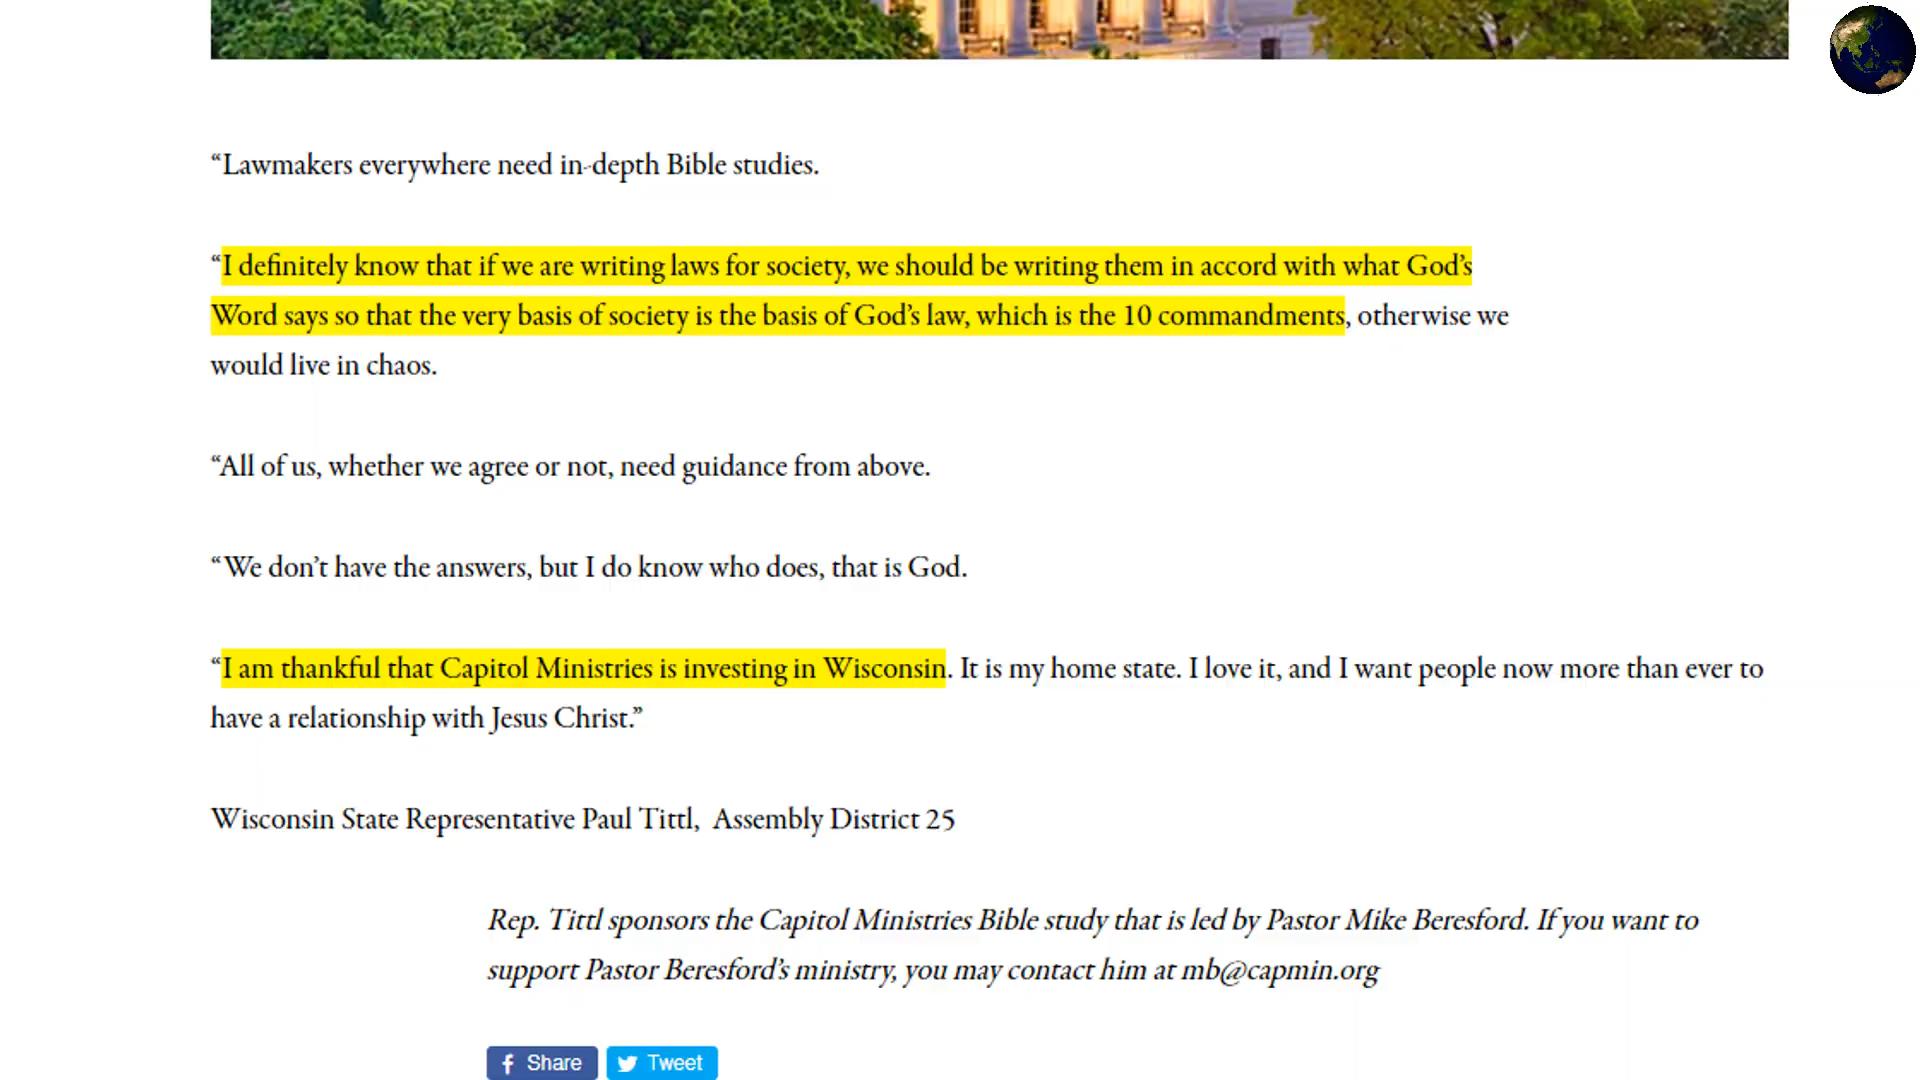 “Lawmakers everywhere need in-depth Bible studies.
“I definitely know that if we are writing laws for society, we should be writing them in accord with what God’s
Word says so that the very basis of society is the basis of God’s law, which is the 10 commandments, otherwise we
would live in chaos.
“All of us, whether we agree or not, need guidance from above.
“We don’t have the answers, but I do know who does, that is God.
“I am thankful that Capitol Ministries is investing in Wisconsin. It is my home state. I love it, and I want people now more than ever to
have a relationship with Jesus Christ.”
Wisconsin State Representative Paul Tittl,  Assembly District 25
Rep. Tittl sponsors the Capitol Ministries Bible study that is led by Pastor Mike Beresford. If you want to
support Pastor Beresford’s ministry, you may contact him at mb@capmin.org
Share Tweet